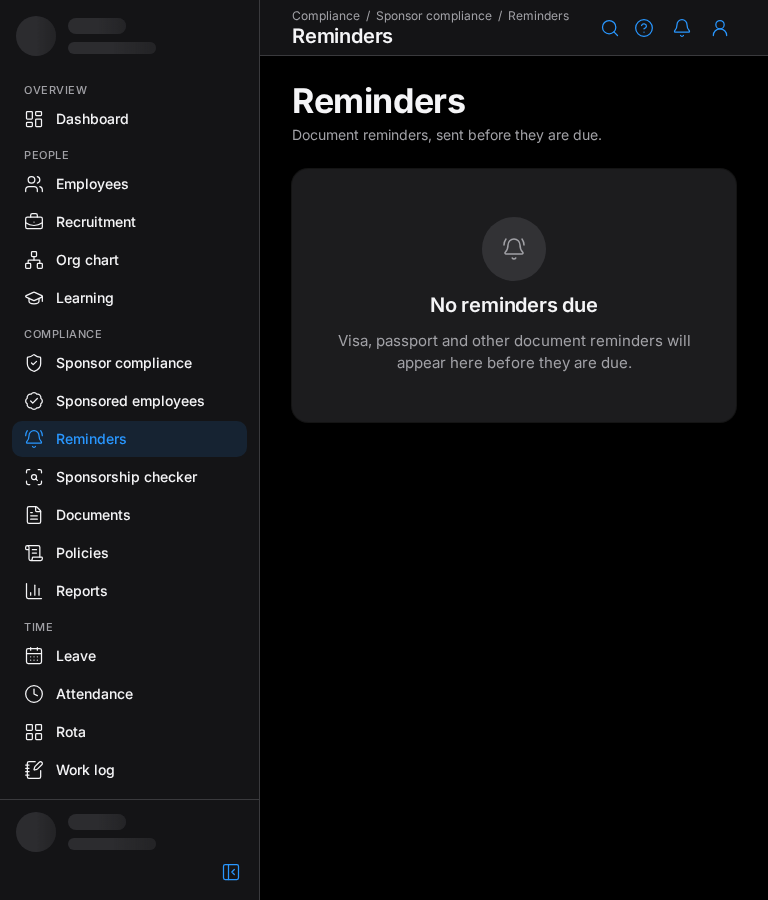 OVERVIEW
Dashboard
PEOPLE
Employees
Recruitment
Org chart
Learning
COMPLIANCE
Sponsor compliance
Sponsored employees
Reminders
Sponsorship checker
Documents
Policies
Reports
TIME
Leave
Attendance
Rota
Work log
Compliance / Sponsor compliance / Reminders
Reminders
Reminders
Document reminders, sent before they are due.
No reminders due
Visa, passport and other document reminders will
appear here before they are due.